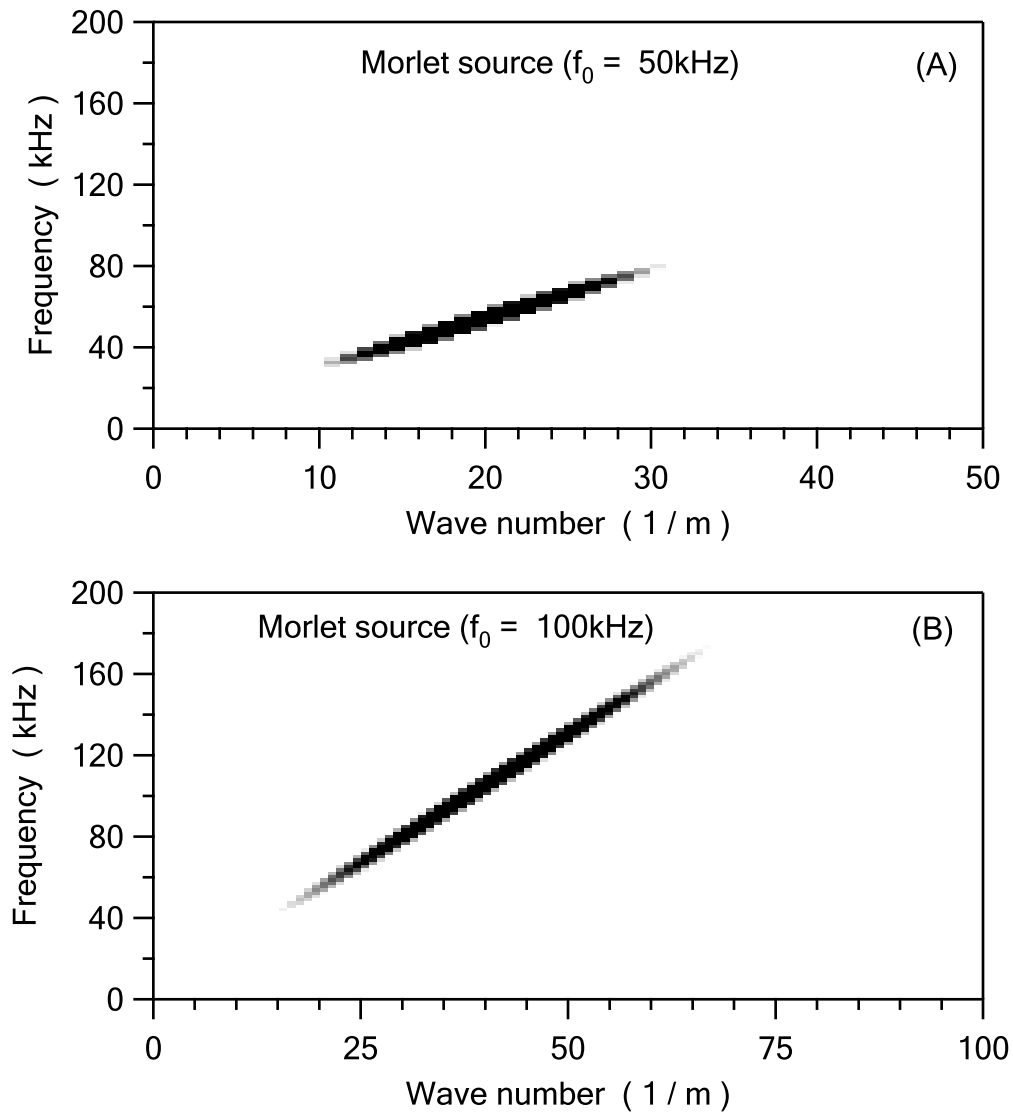 200
Morlet source (f0 = 50kHz)
(A)
160
120
80
40
0
Frequency ( kHz )
0 10 20 30 40 50
Wave number ( 1 / m )
200
Morlet source (f0 = 100kHz)
(B)
160
120
80
40
0
Frequency ( kHz )
0 25 50 75 100
Wave number ( 1 / m )